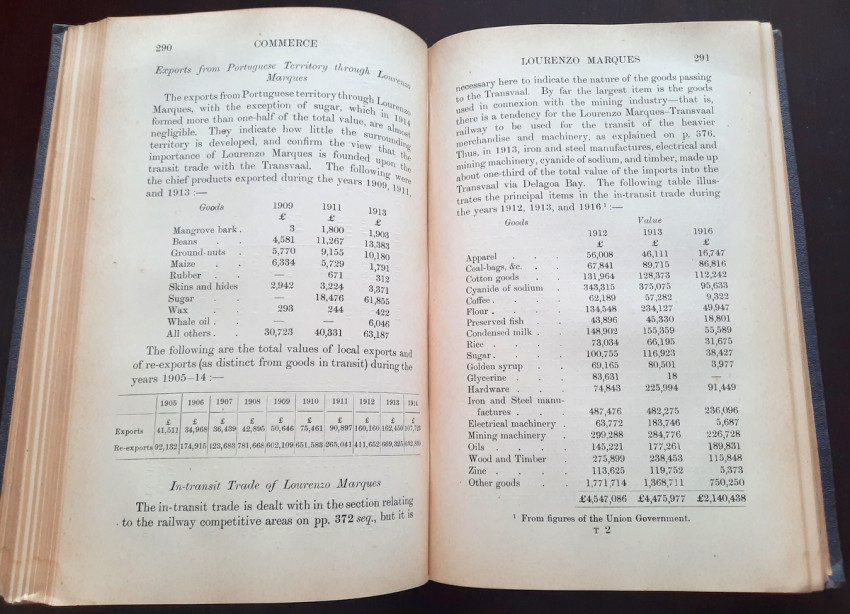 290 COMMERCE
Exports from Portuguese Territory through Lourenzo
Marques
The exports from Portuguese territory through Lourenzo
Marques, with the exception of sugar, which in 1914
formed more than one-half of the total value, are almost
negligible. They indicate how little the surrounding
territory is developed, and confirm the view that the
importance of Lourenzo Marques is founded upon the
transit trade with the Transvaal. The following were
the chief products exported during the years 1909, 1911,
and 1913 :—
Goods 1909 1911 1913
£ £ £
Mangrove bark . 3 1,800 1,903
Beans . . 4,581 11,267 13,383
Ground-nuts . 5,770 9,155 10,180
Maize . . 6,334 5,729 1,791
Rubber . . — 671 312
Skins and hides 2,942 3,224 3,371
Sugar . . — 18,476 61,855
Wax . . 293 244 422
Whale oil . . — — 6,046
All others . . 30,723 40,331 63,187
The following are the total values of local exports and
of re-exports (as distinct from goods in transit) during the
years 1905–14 :—
1905 1906 1907 1908 1909 1910 1911 1912 1913 1914
£ £ £ £ £ £ £ £ £ £
Exports 41,511 34,968 36,439 42,895 50,646 75,461 90,897 160,160 162,450
Re-exports 92,132 174,915 423,683 781,668 602,109 651,583 265,041 411,652 669,325
In-transit Trade of Lourenzo Marques
The in-transit trade is dealt with in the section relating
to the railway competitive areas on pp. 372 seq., but it is
LOURENZO MARQUES 291
necessary here to indicate the nature of the goods passing
to the Transvaal. By far the largest item is the goods
used in connexion with the mining industry—that is,
there is a tendency for the Lourenzo Marques–Transvaal
railway to be used for the transit of the heavier
merchandise and machinery, as explained on p. 376.
Thus, in 1913, iron and steel manufactures, electrical and
mining machinery, cyanide of sodium, and timber, made up
about one-third of the total value of the imports into the
Transvaal via Delagoa Bay. The following table illus-
trates the principal items in the in-transit trade during
the years 1912, 1913, and 1916 ¹ :—
Goods Value
1912 1913 1916
£ £ £
Apparel . . . 56,008 46,111 16,747
Coal-bags, &c. . . 67,841 89,715 86,816
Cotton goods . . 131,964 128,373 112,242
Cyanide of sodium . 343,315 375,075 95,633
Coffee . . . . 62,189 57,282 9,322
Flour . . . . 134,548 234,127 49,947
Preserved fish . . 43,896 45,330 18,801
Condensed milk . . 148,902 155,359 55,589
Rice . . . . 73,034 66,195 31,675
Sugar . . . . 100,755 116,923 38,427
Golden syrup . . 69,165 80,501 3,977
Glycerine . . . 83,631 18 —
Hardware . . . 74,843 225,994 91,449
Iron and Steel manu-
factures . . . 487,476 482,275 236,096
Electrical machinery . 63,772 183,746 5,687
Mining machinery . 299,288 284,776 226,728
Oils . . . . 145,221 177,261 189,831
Wood and Timber . 275,899 238,453 115,848
Zinc . . . . 113,625 119,752 5,373
Other goods . . 1,771,714 1,368,711 750,250
£4,547,086 £4,475,977 £2,140,438
¹ From figures of the Union Government.
T 2